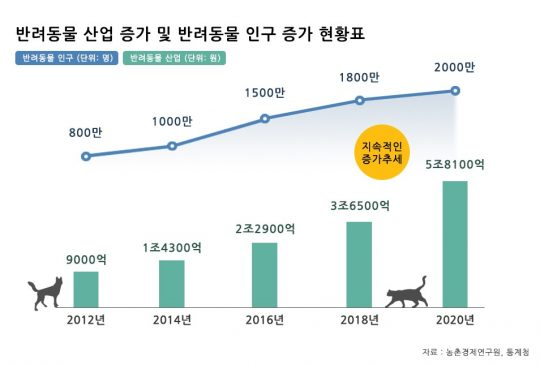 반려동물 산업 증가 및 반려동물 인구 증가 현황표
반려동물 인구 (단위: 명) 반려동물 산업 (단위: 원)
800만
1000만
1500만
1800만
2000만
지속적인
증가추세
9000억
1조4300억
2조2900억
3조6500억
5조8100억
2012년 2014년 2016년 2018년 2020년
자료 : 농촌경제연구원, 통계청